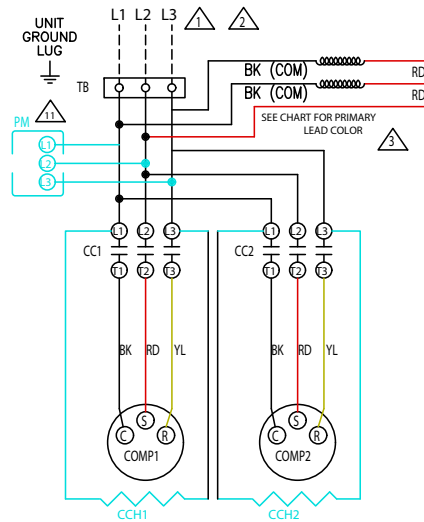 L1 L2 L3
1 2
UNIT
GROUND
LUG
TB
BK (COM) RD
BK (COM) RD
SEE CHART FOR PRIMARY
LEAD COLOR
3
PM 11
L1
L2
L3
L1 L2 L3 L1 L2 L3
CC1 CC2
T1 T2 T3 T1 T2 T3
BK RD YL BK RD YL
S S
C R C R
COMP1 COMP2
CCH1 CCH2